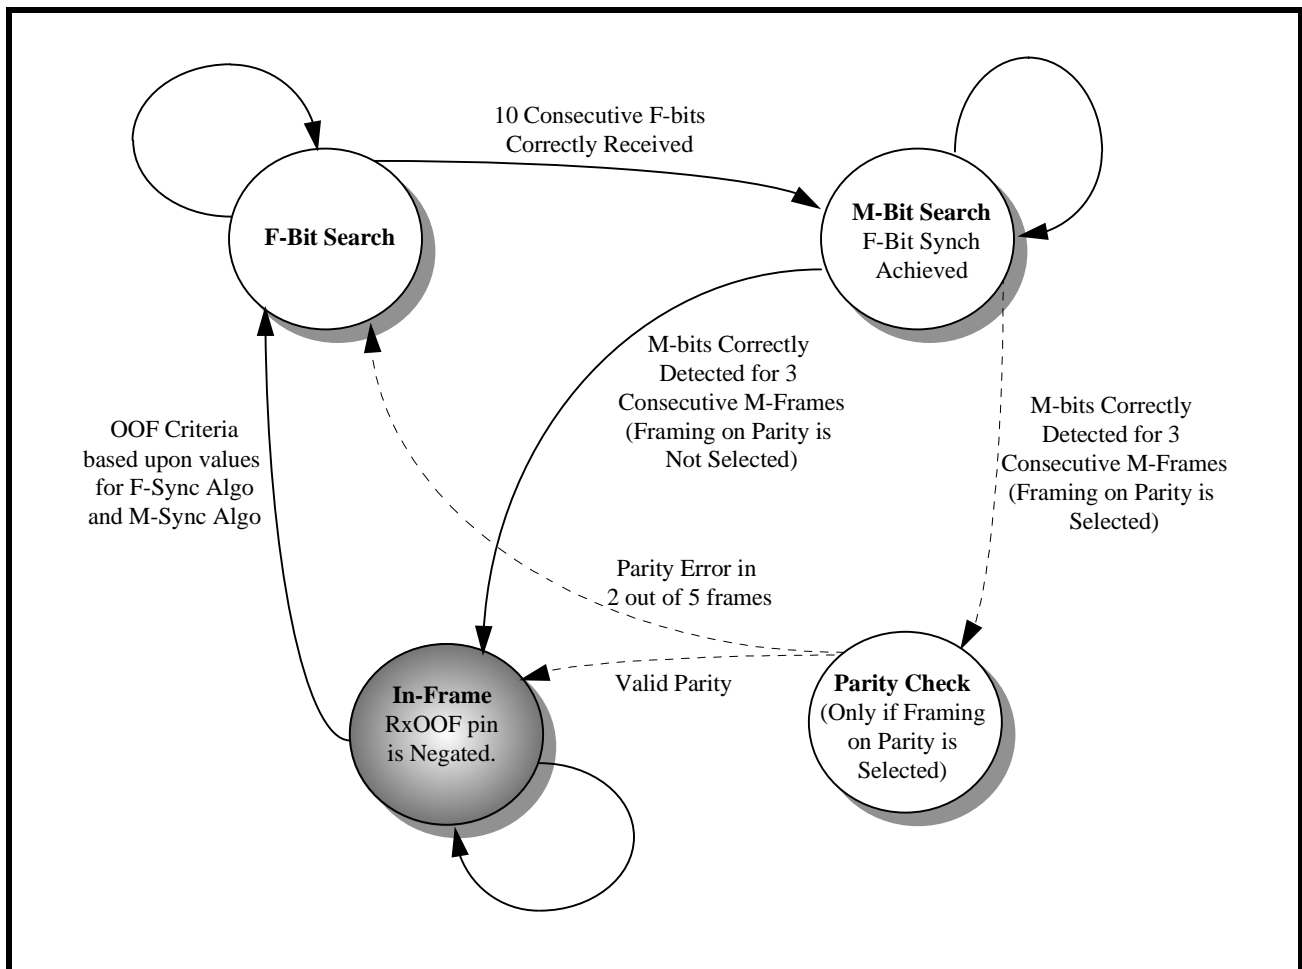 10 Consecutive F-bits
Correctly Received
F-Bit Search
M-Bit Search
F-Bit Synch
Achieved
M-bits Correctly
Detected for 3
Consecutive M-Frames
(Framing on Parity is
Not Selected)
M-bits Correctly
Detected for 3
Consecutive M-Frames
(Framing on Parity is
Selected)
OOF Criteria
based upon values
for F-Sync Algo
and M-Sync Algo
Parity Error in
2 out of 5 frames
Valid Parity
In-Frame
RxOOF pin
is Negated.
Parity Check
(Only if Framing
on Parity is
Selected)